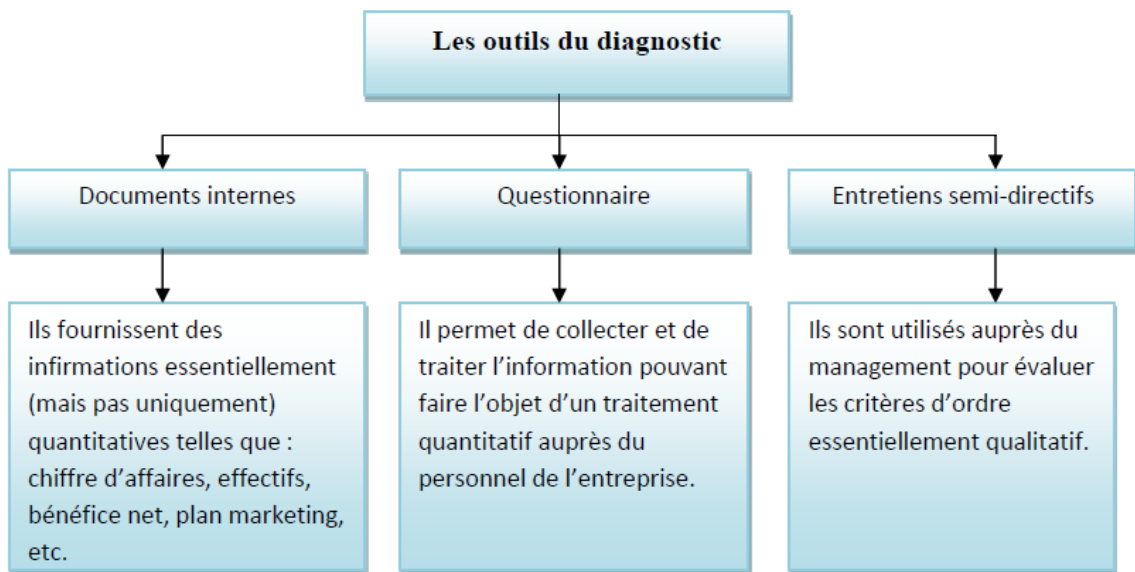 Les outils du diagnostic
Documents internes
Questionnaire
Entretiens semi-directifs
Ils fournissent des
infirmations essentiellement
(mais pas uniquement)
quantitatives telles que :
chiffre d’affaires, effectifs,
bénéfice net, plan marketing,
etc.
Il permet de collecter et de
traiter l’information pouvant
faire l’objet d’un traitement
quantitatif auprès du
personnel de l’entreprise.
Ils sont utilisés auprès du
management pour évaluer
les critères d’ordre
essentiellement qualitatif.